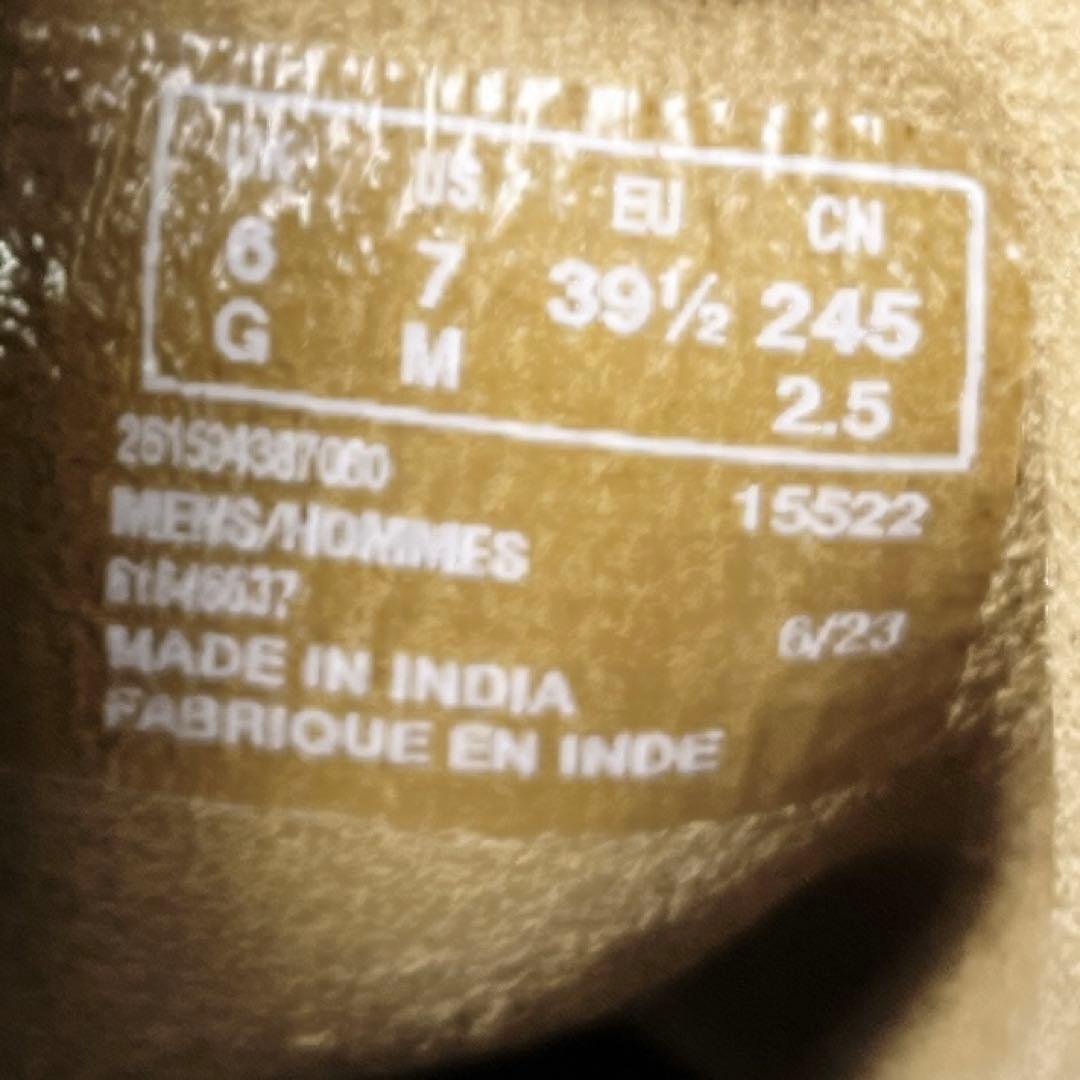 UK US EU CN
6 7 39½ 245
G M 2.5
261594387060
15522
MENS/HOMMES
6/23
MADE IN INDIA
FABRIQUE EN INDE